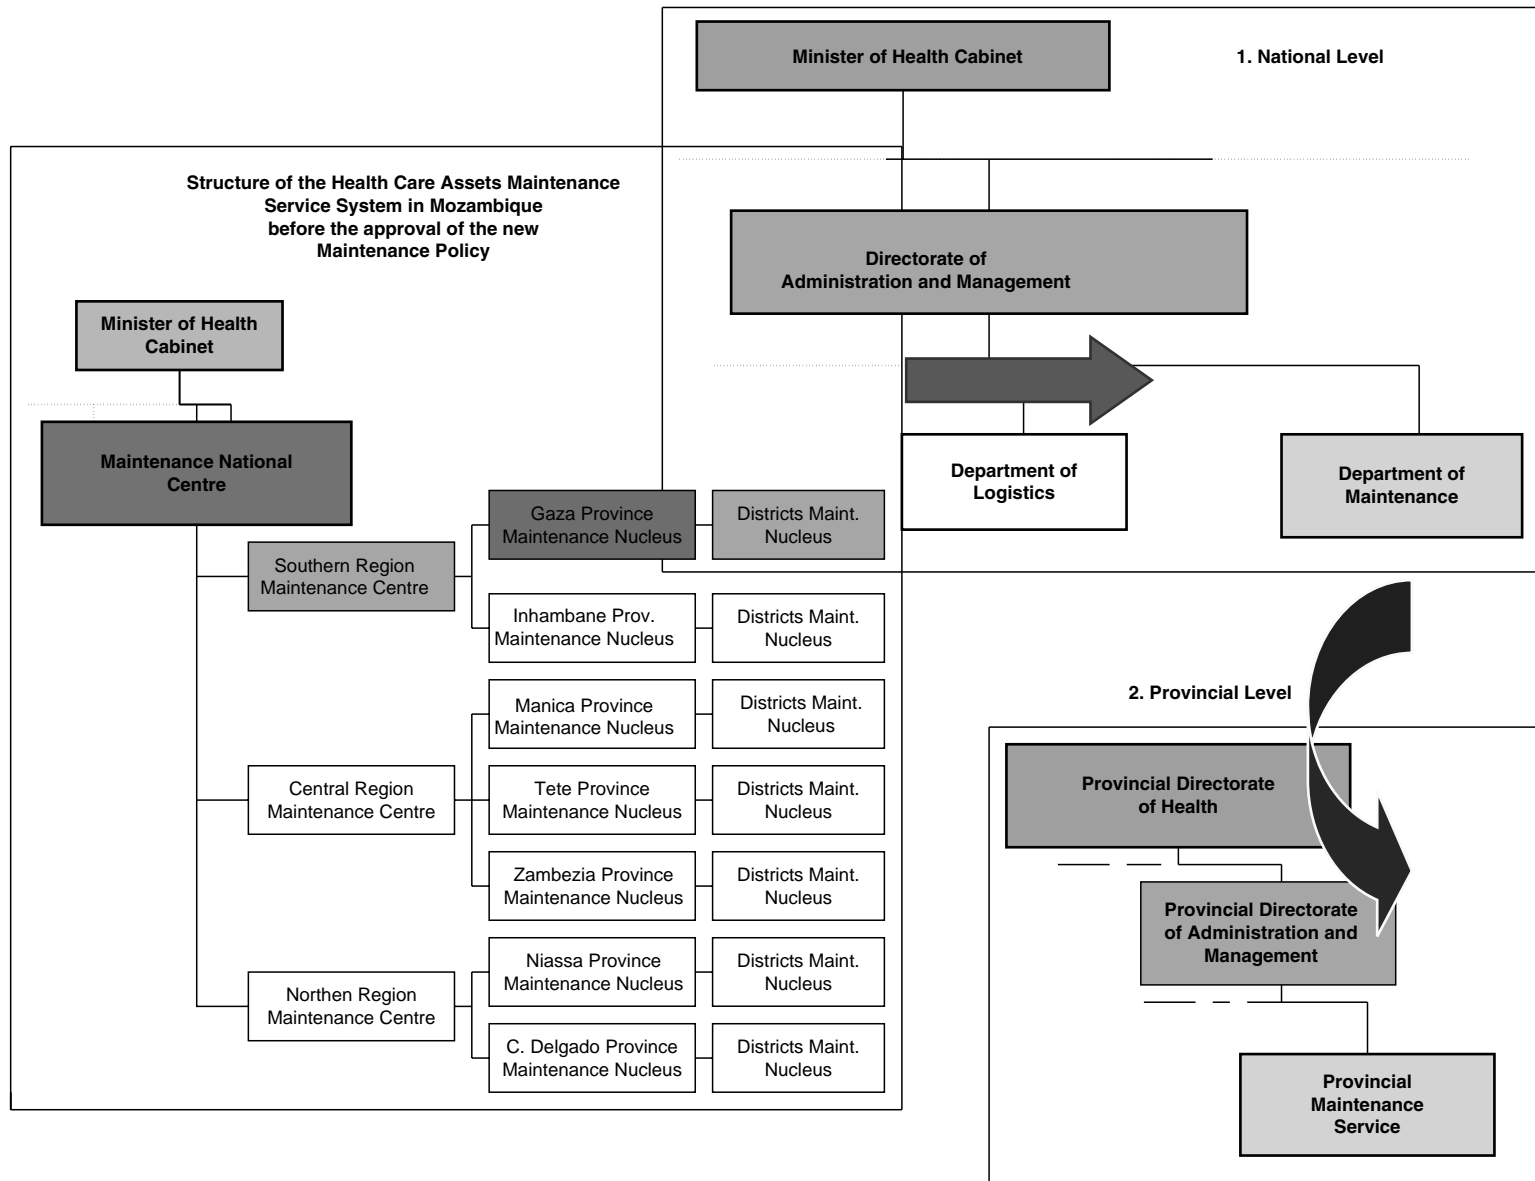 Minister of Health Cabinet
1. National Level
Structure of the Health Care Assets Maintenance
Service System in Mozambique
before the approval of the new
Maintenance Policy
Directorate of
Administration and Management
Minister of Health
Cabinet
Maintenance National
Centre
Department of
Logistics
Department of
Maintenance
Gaza Province
Maintenance Nucleus
Districts Maint.
Nucleus
Southern Region
Maintenance Centre
Inhambane Prov.
Maintenance Nucleus
Districts Maint.
Nucleus
Manica Province
Maintenance Nucleus
Districts Maint.
Nucleus
2. Provincial Level
Central Region
Maintenance Centre
Tete Province
Maintenance Nucleus
Districts Maint.
Nucleus
Provincial Directorate
of Health
Zambezia Province
Maintenance Nucleus
Districts Maint.
Nucleus
Provincial Directorate
of Administration and
Management
Niassa Province
Maintenance Nucleus
Districts Maint.
Nucleus
Northen Region
Maintenance Centre
C. Delgado Province
Maintenance Nucleus
Districts Maint.
Nucleus
Provincial
Maintenance
Service